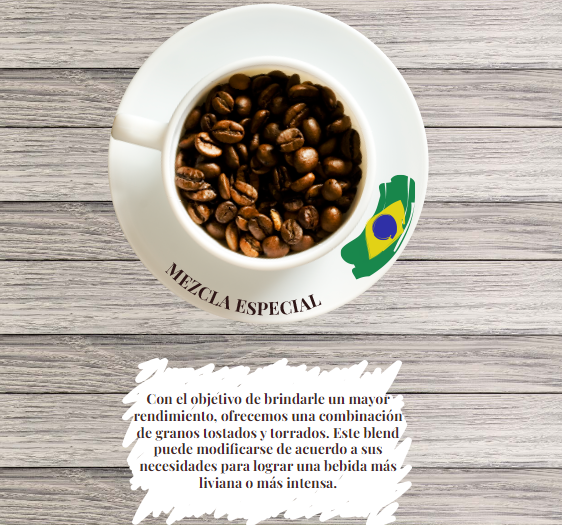 MEZCLA ESPECIAL
Con el objetivo de brindarle un mayor
rendimiento, ofrecemos una combinación
de granos tostados y torrados. Este blend
puede modificarse de acuerdo a sus
necesidades para lograr una bebida más
liviana o más intensa.